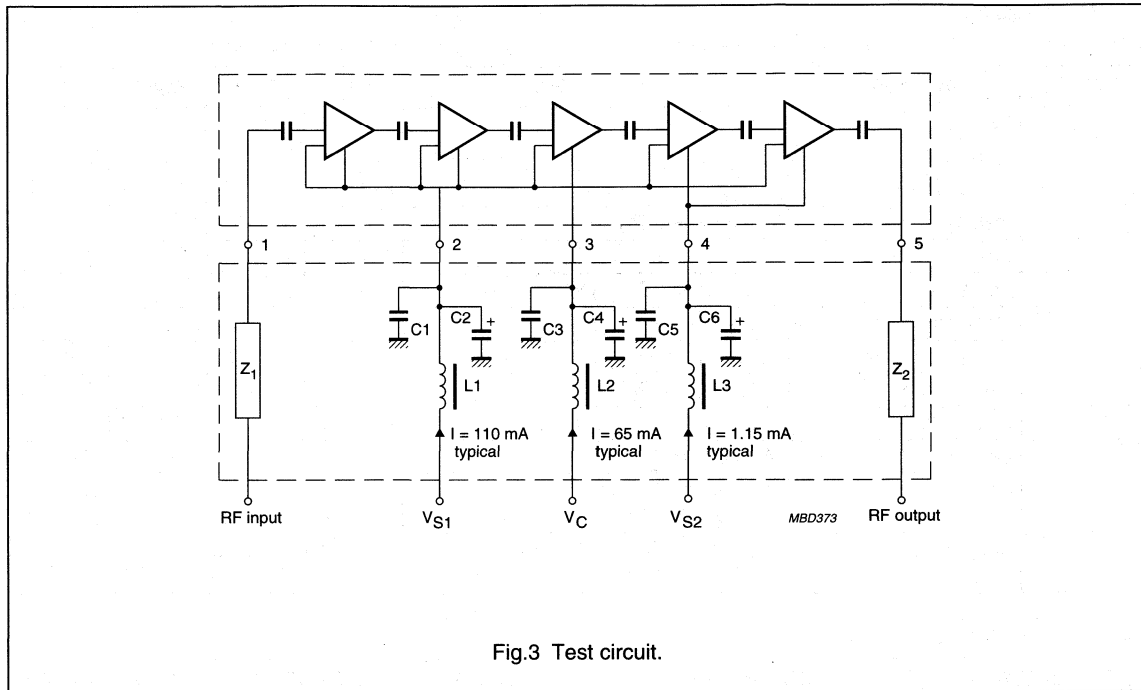 1
2
3
4
5
C1
C2
+
C3
C4
+
C5
C6
+
Z1
L1
L2
L3
Z2
I = 110 mA
typical
I = 65 mA
typical
I = 1.15 mA
typical
RF input
VS1
VC
VS2
MBD373
RF output
Fig.3 Test circuit.